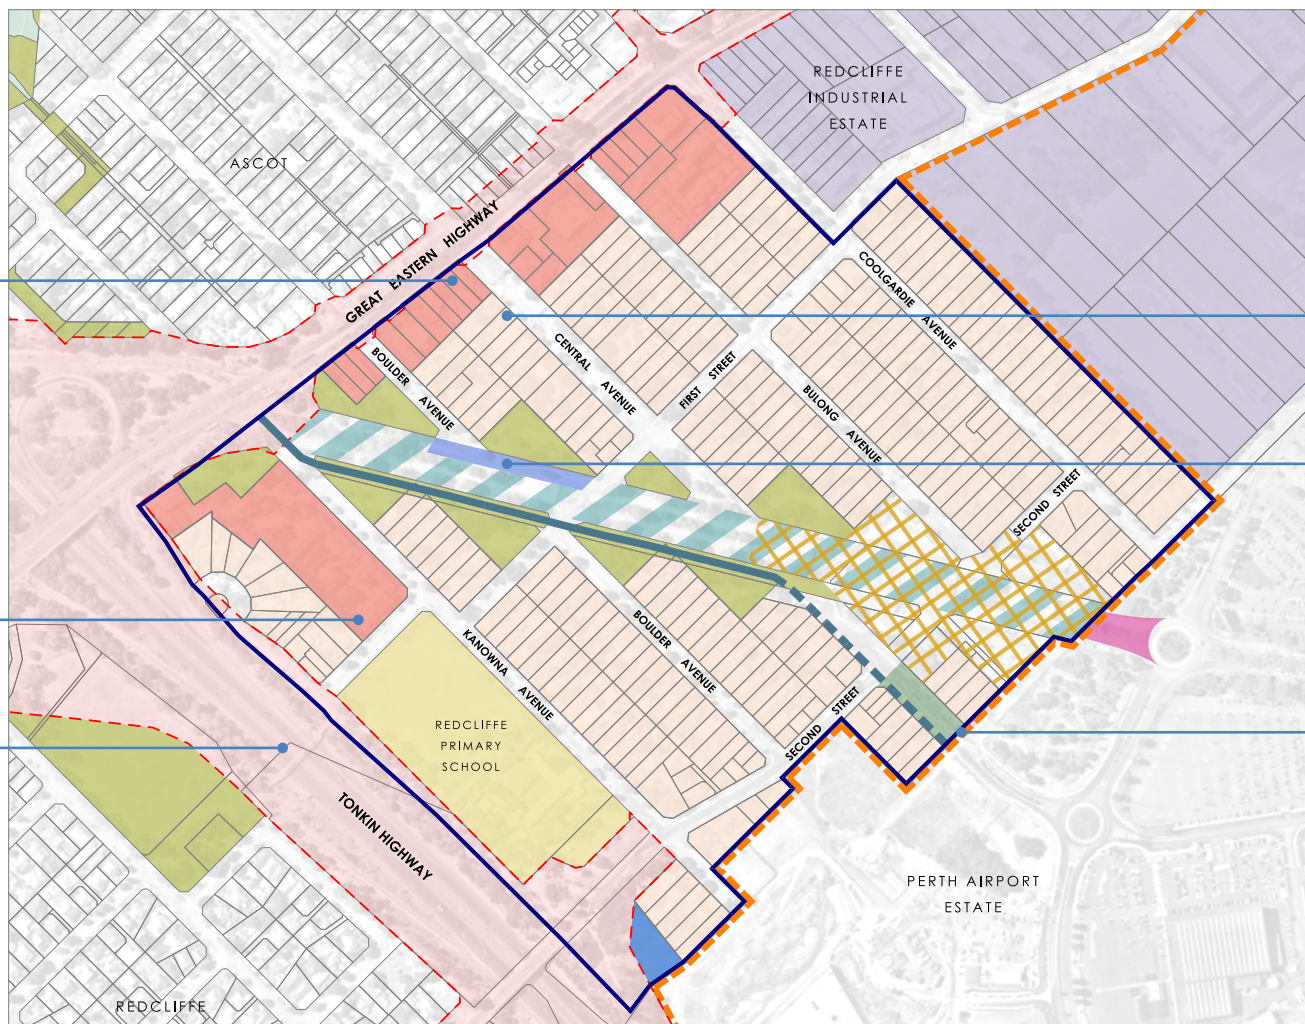 REDCLIFFE
INDUSTRIAL
ESTATE
ASCOT
GREAT EASTERN HIGHWAY
COOLGARDIE AVENUE
CENTRAL AVENUE
FIRST STREET
BOULDER AVENUE
BULONG AVENUE
SECOND STREET
BOULDER AVENUE
KANOWNA AVENUE
SECOND STREET
REDCLIFFE
PRIMARY
SCHOOL
TONKIN HIGHWAY
PERTH AIRPORT
ESTATE
REDCLIFFE